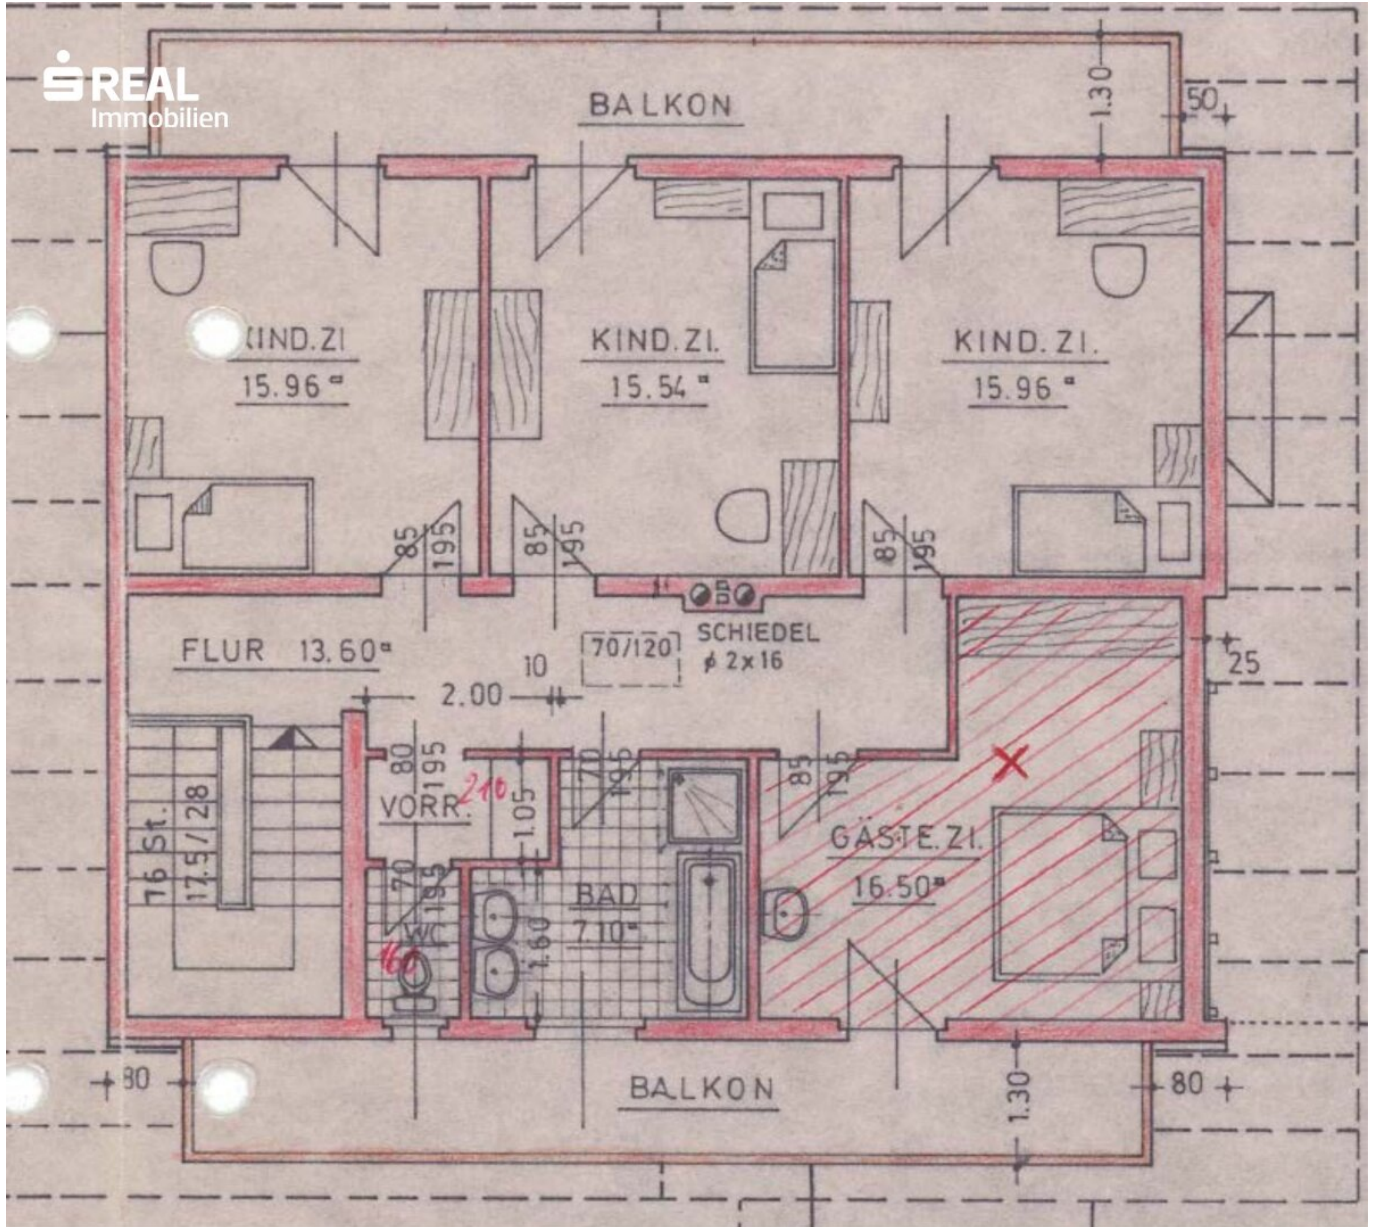 S REAL
Immobilien
BALKON
1.30
50
KIND.ZI.
15.96 m
KIND.ZI.
15.54 m
KIND.ZI.
15.96 m
85
195
85
195
85
195
FLUR 13.60 m
70/120
SCHIEDEL
ϕ 2x16
10
2.00
25
80
195
70
195
85
195
VORR.
210
1.05
16 St.
17.5/28
GÄSTE.ZI.
16.50 m
70
195
BAD
7.10 m
WC
160
1.60
80
BALKON
1.30
80